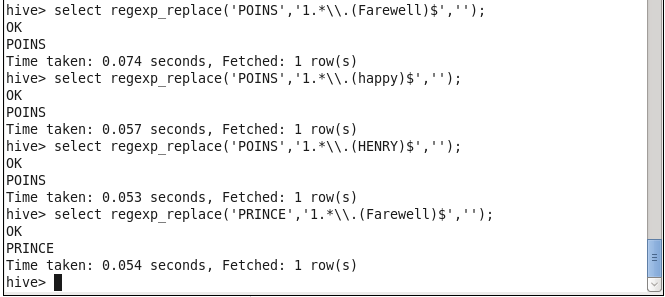 hive> select regexp_replace('POINS','1.*\\.(Farewell)$','');
OK
POINS
Time taken: 0.074 seconds, Fetched: 1 row(s)
hive> select regexp_replace('POINS','1.*\\.(happy)$','');
OK
POINS
Time taken: 0.057 seconds, Fetched: 1 row(s)
hive> select regexp_replace('POINS','1.*\\.(HENRY)$','');
OK
POINS
Time taken: 0.053 seconds, Fetched: 1 row(s)
hive> select regexp_replace('PRINCE','1.*\\.(Farewell)$','');
OK
PRINCE
Time taken: 0.054 seconds, Fetched: 1 row(s)
hive>